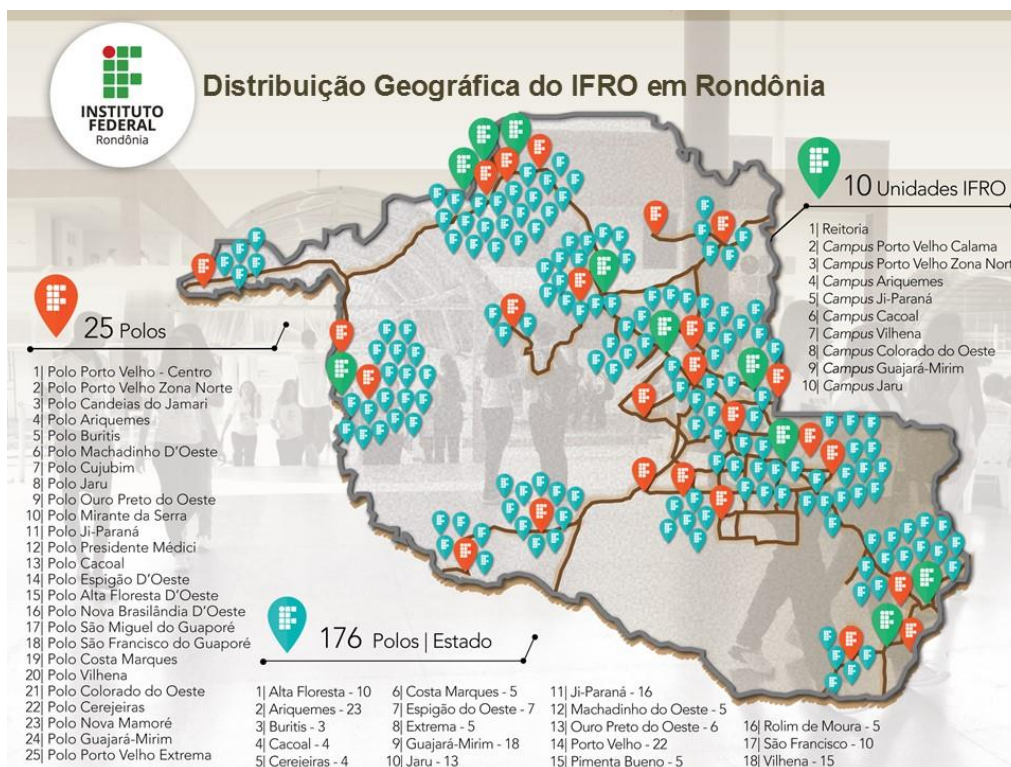 INSTITUTO
FEDERAL
Rondônia
Distribuição Geográfica do IFRO em Rondônia
10 Unidades IFRO
1| Reitoria
2| Campus Porto Velho Calama
3| Campus Porto Velho Zona Nort
4| Campus Ariquemes
5| Campus Ji-Paraná
6| Campus Cacoal
7| Campus Vilhena
8| Campus Colorado do Oeste
9| Campus Guajará-Mirim
10| Campus Jaru
25 Polos
1| Polo Porto Velho - Centro
2| Polo Porto Velho Zona Norte
3| Polo Candeias do Jamari
4| Polo Ariquemes
5| Polo Buritis
6| Polo Machadinho D'Oeste
7| Polo Cujubim
8| Polo Jaru
9| Polo Ouro Preto do Oeste
10| Polo Mirante da Serra
11| Polo Ji-Paraná
12| Polo Presidente Médici
13| Polo Cacoal
14| Polo Espigão D'Oeste
15| Polo Alta Floresta D'Oeste
16| Polo Nova Brasilândia D'Oeste
17| Polo São Miguel do Guaporé
18| Polo São Francisco do Guaporé
19| Polo Costa Marques
20| Polo Vilhena
21| Polo Colorado do Oeste
22| Polo Cerejeiras
23| Polo Nova Mamoré
24| Polo Guajará-Mirim
25| Polo Porto Velho Extrema
176 Polos | Estado
1| Alta Floresta - 10
2| Ariquemes - 23
3| Buritis - 3
4| Cacoal - 4
5| Cerejeiras - 4
6| Costa Marques - 5
7| Espigão do Oeste - 7
8| Extrema - 5
9| Guajará-Mirim - 18
10| Jaru - 13
11| Ji-Paraná - 16
12| Machadinho do Oeste - 5
13| Ouro Preto do Oeste - 6
14| Porto Velho - 22
15| Pimenta Bueno - 5
16| Rolim de Moura - 5
17| São Francisco - 10
18| Vilhena - 15